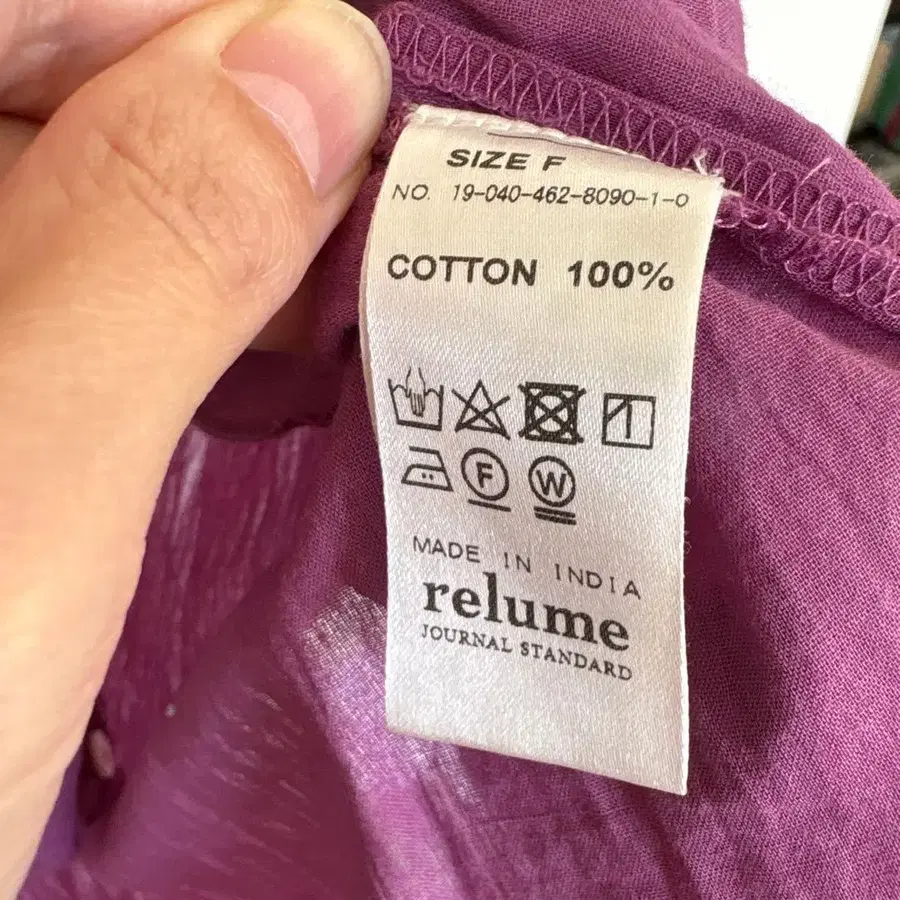 SIZE F
NO. 19-040-462-8090-1-0
COTTON 100%
F W
MADE IN INDIA
relume
JOURNAL STANDARD